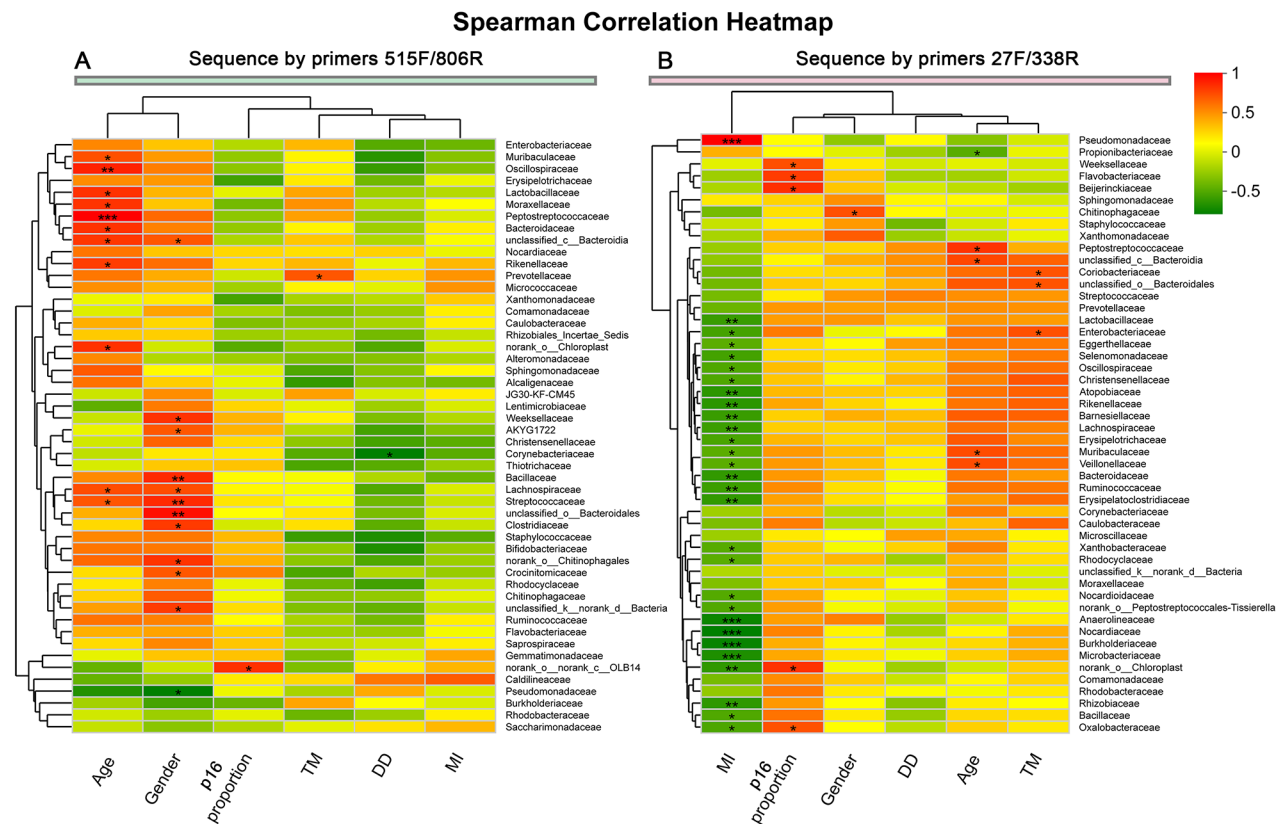 Spearman Correlation Heatmap
A
Sequence by primers 515F/806R
Enterobacteriaceae
* Muribaculaceae
** Oscillospiraceae
Erysipelotrichaceae
* Lactobacillaceae
* Moraxellaceae
*** Peptostreptococcaceae
* Bacteroidaceae
* * unclassified_c__Bacteroidia
Nocardiaceae
* Rikenellaceae
* Prevotellaceae
Micrococcaceae
Xanthomonadaceae
Comamonadaceae
Caulobacteraceae
Rhizobiales_Incertae_Sedis
* norank_o__Chloroplast
Alteromonadaceae
Sphingomonadaceae
Alcaligenaceae
JG30-KF-CM45
Lentimicrobiaceae
* Weeksellaceae
* AKYG1722
Christensenellaceae
* Corynebacteriaceae
Thiotrichaceae
** Bacillaceae
* * Lachnospiraceae
* ** Streptococcaceae
** unclassified_o__Bacteroidales
* Clostridiaceae
Staphylococcaceae
Bifidobacteriaceae
* norank_o__Chitinophagales
* Crocinitomicaceae
Rhodocyclaceae
Chitinophagaceae
* unclassified_k__norank_d__Bacteria
Ruminococcaceae
Flavobacteriaceae
Saprospiraceae
Gemmatimonadaceae
* norank_o__norank_c__OLB14
Caldilineaceae
* Pseudomonadaceae
Burkholderiaceae
Rhodobacteraceae
Saccharimonadaceae
Age
Gender
p16
proportion
TM
DD
MI
B
Sequence by primers 27F/338R
*** Pseudomonadaceae
* Propionibacteriaceae
* Weeksellaceae
* Flavobacteriaceae
* Beijerinckiaceae
Sphingomonadaceae
* Chitinophagaceae
Staphylococcaceae
Xanthomonadaceae
* Peptostreptococcaceae
* unclassified_c__Bacteroidia
* Coriobacteriaceae
* unclassified_o__Bacteroidales
Streptococcaceae
Prevotellaceae
** Lactobacillaceae
* * Enterobacteriaceae
* Eggerthellaceae
* Selenomonadaceae
* Oscillospiraceae
* Christensenellaceae
** Atopobiaceae
** Rikenellaceae
** Barnesiellaceae
** Lachnospiraceae
* Erysipelotrichaceae
* * Muribaculaceae
* * Veillonellaceae
** Bacteroidaceae
** Ruminococcaceae
** Erysipelatoclostridiaceae
Corynebacteriaceae
Caulobacteraceae
Microscillaceae
* Xanthobacteraceae
* Rhodocyclaceae
unclassified_k__norank_d__Bacteria
Moraxellaceae
* Nocardioidaceae
* norank_o__Peptostreptococcales-Tissierella
*** Anaerolineaceae
*** Nocardiaceae
*** Burkholderiaceae
*** Microbacteriaceae
** * norank_o__Chloroplast
Comamonadaceae
Rhodobacteraceae
** Rhizobiaceae
* Bacillaceae
* * Oxalobacteraceae
MI
p16
proportion
Gender
DD
Age
TM
1
0.5
0
-0.5